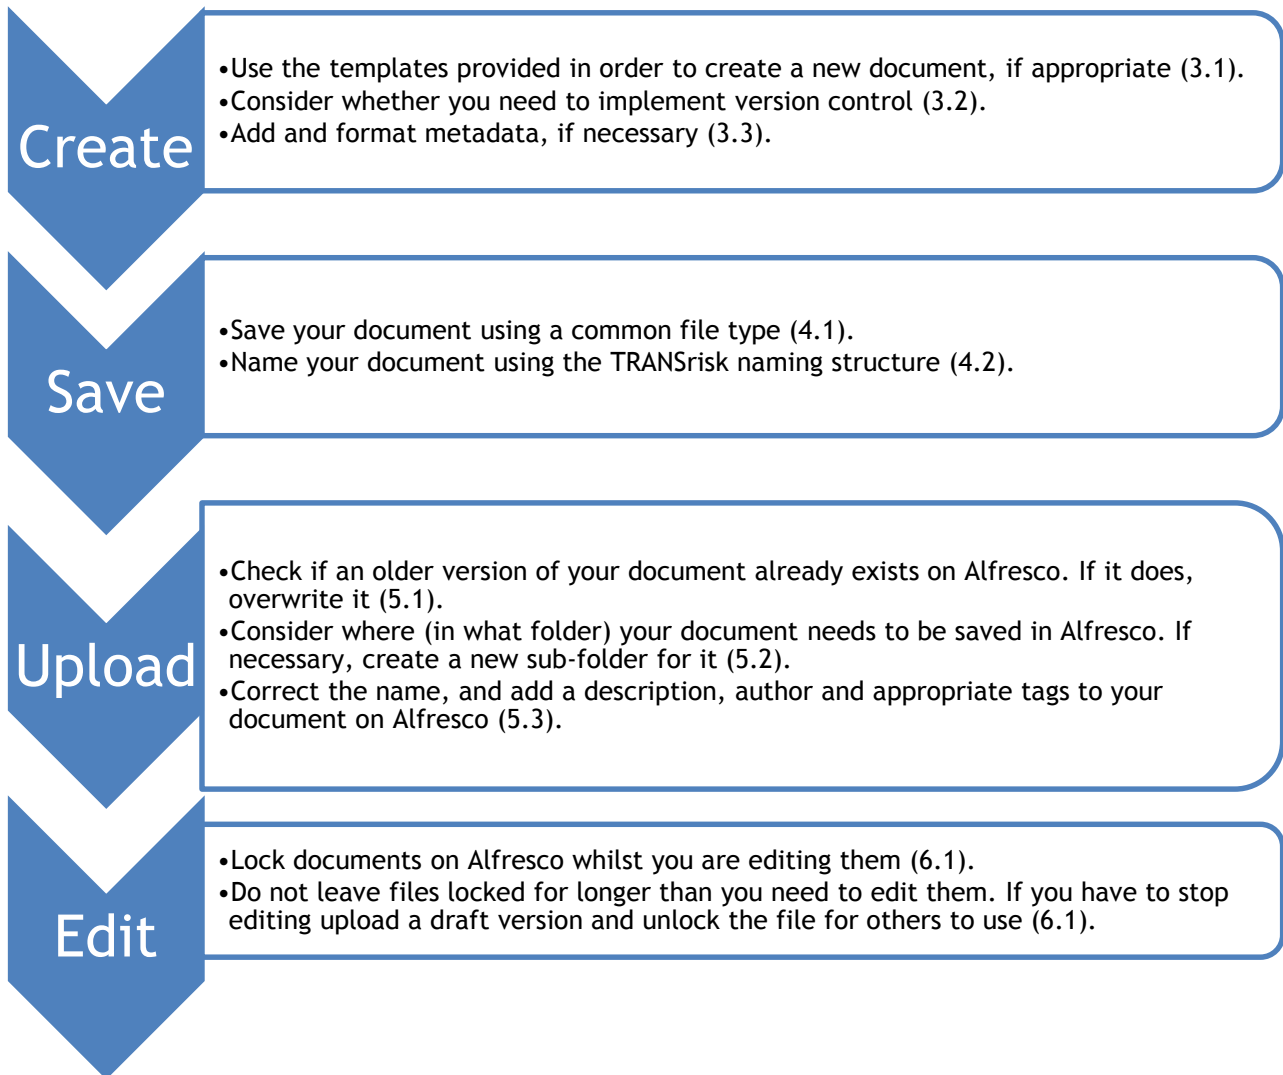 Create
•Use the templates provided in order to create a new document, if appropriate (3.1).
•Consider whether you need to implement version control (3.2).
•Add and format metadata, if necessary (3.3).
Save
•Save your document using a common file type (4.1).
•Name your document using the TRANSrisk naming structure (4.2).
Upload
•Check if an older version of your document already exists on Alfresco. If it does,
overwrite it (5.1).
•Consider where (in what folder) your document needs to be saved in Alfresco. If
necessary, create a new sub-folder for it (5.2).
•Correct the name, and add a description, author and appropriate tags to your
document on Alfresco (5.3).
Edit
•Lock documents on Alfresco whilst you are editing them (6.1).
•Do not leave files locked for longer than you need to edit them. If you have to stop
editing upload a draft version and unlock the file for others to use (6.1).